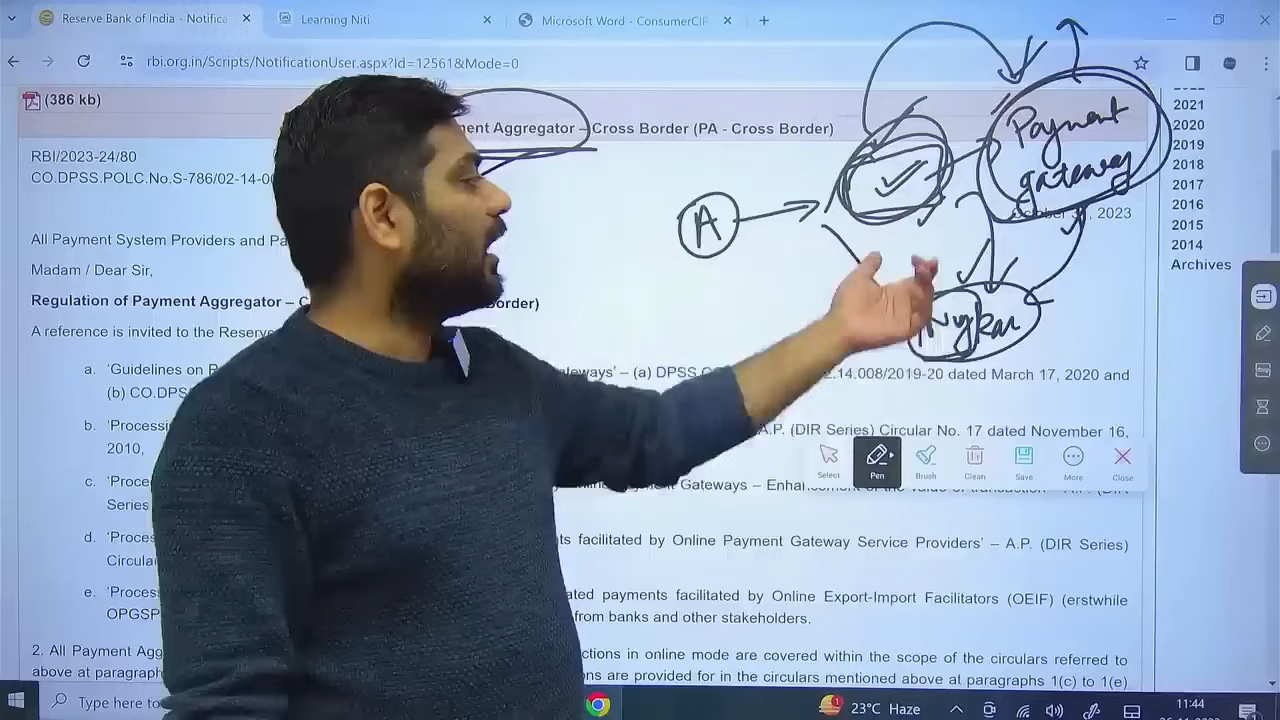 Reserve Bank of India - Notifica
Learning Niti
Microsoft Word - ConsumerCIF
rbi.org.in/Scripts/NotificationUser.aspx?Id=12561&Mode=0
(386 kb)
ment Aggregator – Cross Border (PA - Cross Border)
RBI/2023-24/80
CO.DPSS.POLC.No.S-786/02-14-00
October 31, 2023
All Payment System Providers and Pa
Madam / Dear Sir,
Regulation of Payment Aggregator – C
Border)
A reference is invited to the Reserve
a. 'Guidelines on P
ateways' – (a) DPSS.C
2.14.008/2019-20 dated March 17, 2020 and
(b) CO.DPS
b. 'Processi
A.P. (DIR Series) Circular No. 17 dated November 16,
2010,
c. 'Proce
Payment Gateways – Enhancement of the value of transaction' – A.P. (DIR
Series
d. 'Proces
ts facilitated by Online Payment Gateway Service Providers' – A.P. (DIR Series)
Circula
e. 'Proces
ated payments facilitated by Online Export-Import Facilitators (OEIF) (erstwhile
OPGSP
from banks and other stakeholders.
2. All Payment Agg
ctions in online mode are covered within the scope of the circulars referred to
above at paragraph
ons are provided for in the circulars mentioned above at paragraphs 1(c) to 1(e)
A
Payment
gateway
Nykaa
2021
2020
2019
2018
2017
2016
2015
2014
Archives
Select
Pen
Brush
Clean
Save
More
Close
Type here to
1
23°C Haze
11:44